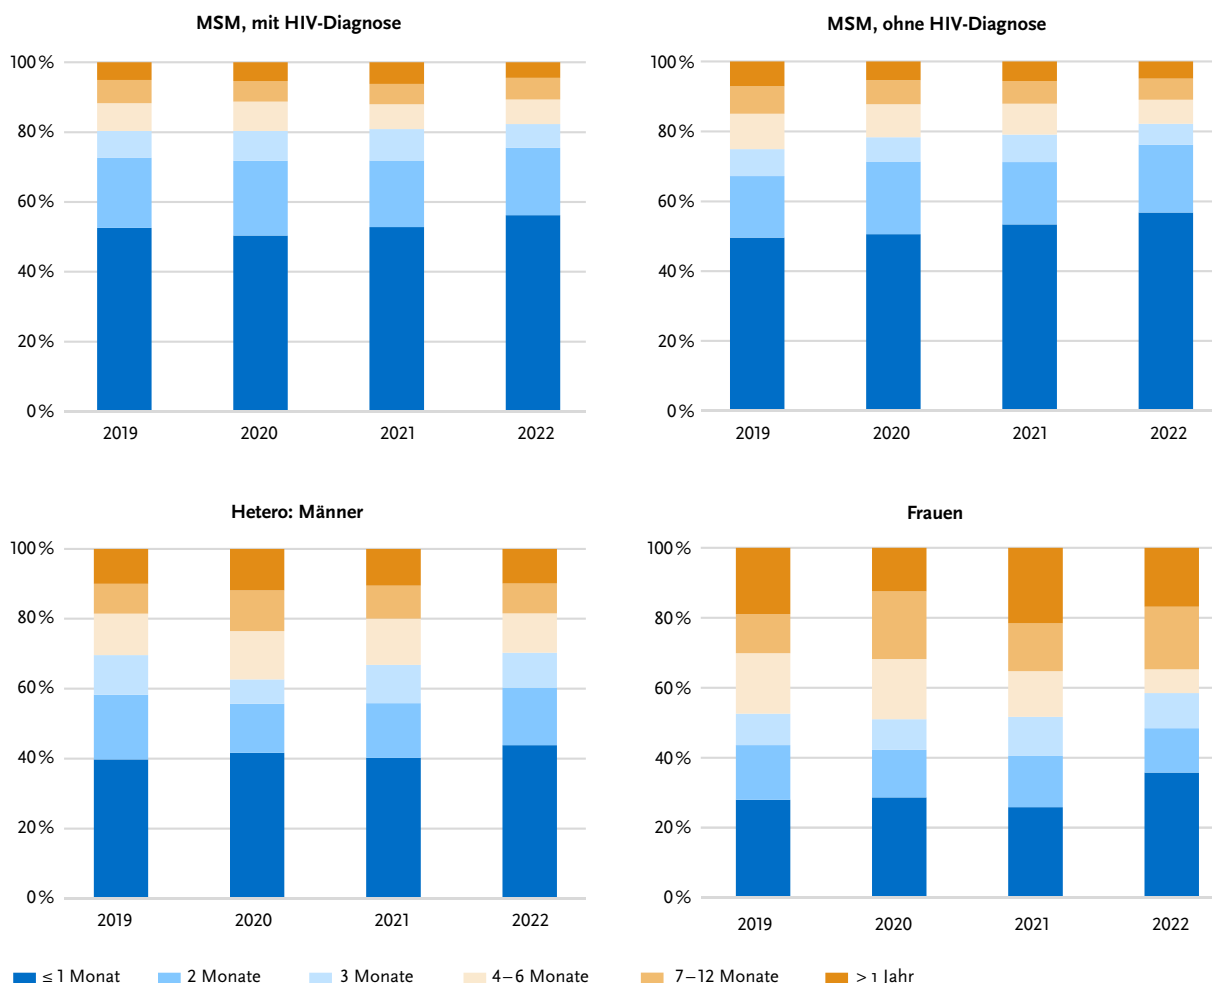 MSM, mit HIV-Diagnose
100 %
80 %
60 %
40 %
20 %
0 %
2019 2020 2021 2022
MSM, ohne HIV-Diagnose
100 %
80 %
60 %
40 %
20 %
0 %
2019 2020 2021 2022
Hetero: Männer
100 %
80 %
60 %
40 %
20 %
0 %
2019 2020 2021 2022
Frauen
100 %
80 %
60 %
40 %
20 %
0 %
2019 2020 2021 2022
≤ 1 Monat 2 Monate 3 Monate 4–6 Monate 7–12 Monate > 1 Jahr